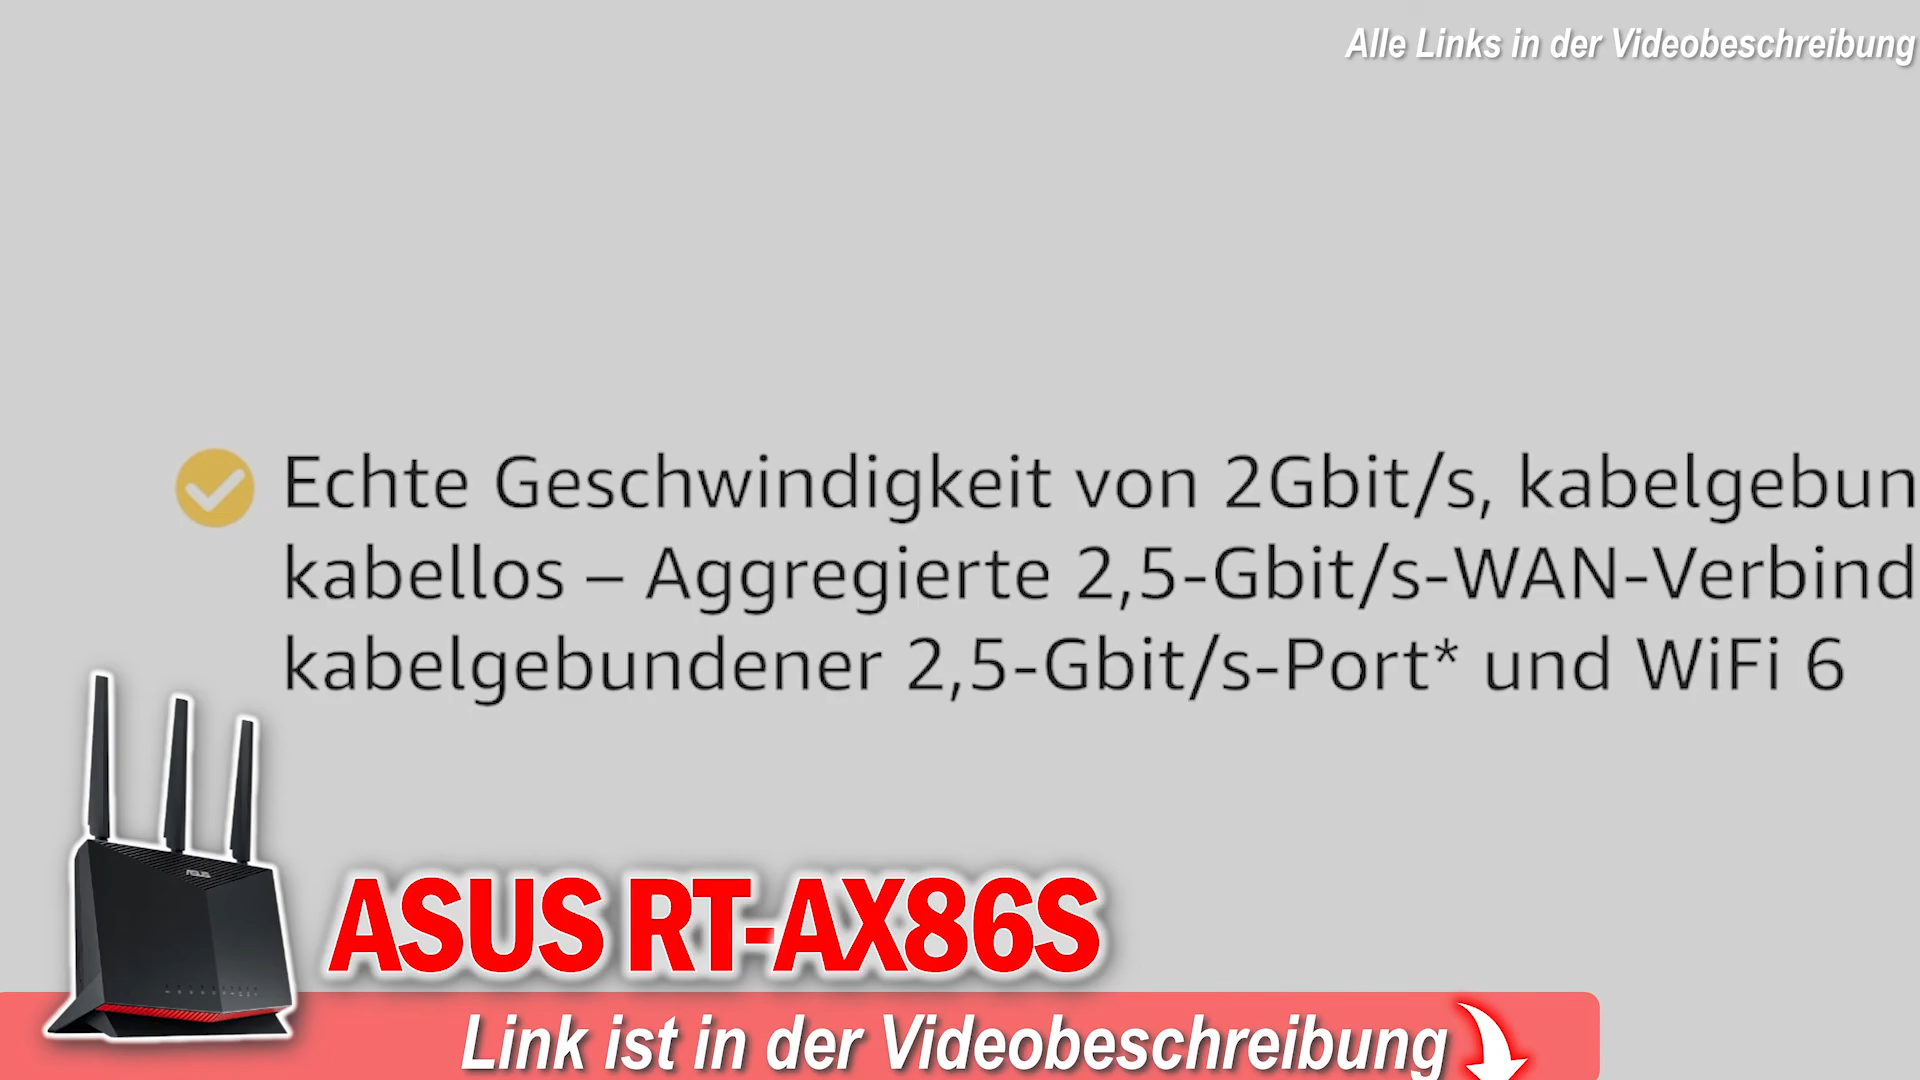 Alle Links in der Videobeschreibung
Echte Geschwindigkeit von 2Gbit/s, kabelgebun
kabellos – Aggregierte 2,5-Gbit/s-WAN-Verbind
kabelgebundener 2,5-Gbit/s-Port* und WiFi 6
ASUS
ASUS RT-AX86S
Link ist in der Videobeschreibung